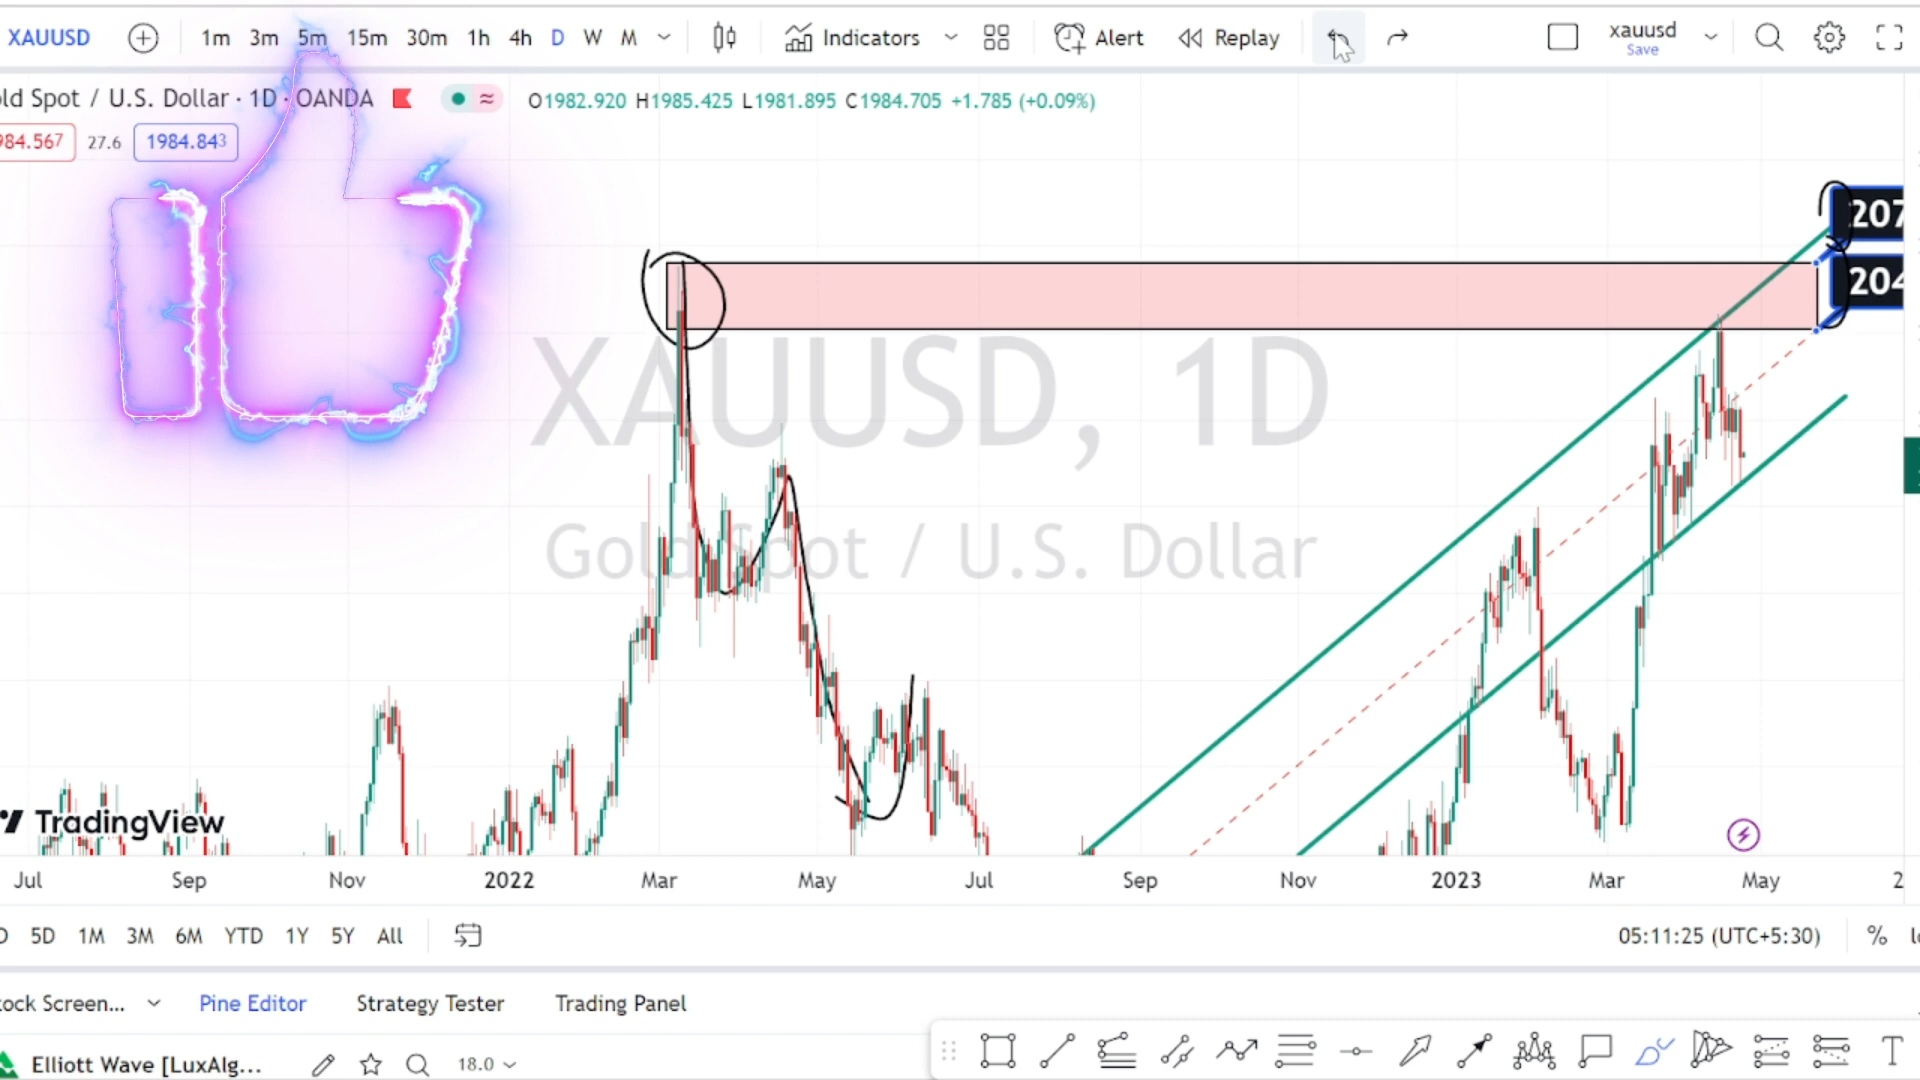 XAUUSD 1m 3m 5m 15m 30m 1h 4h D W M Indicators Alert Replay xauusd
Save
ld Spot / U.S. Dollar · 1D · OANDA O1982.920 H1985.425 L1981.895 C1984.705 +1.785 (+0.09%)
984.567 27.6 1984.843
207
204
XAUUSD, 1D
Gold Spot / U.S. Dollar
TradingView
Jul Sep Nov 2022 Mar May Jul Sep Nov 2023 Mar May 2
D 5D 1M 3M 6M YTD 1Y 5Y All 05:11:25 (UTC+5:30) %
ock Screen... Pine Editor Strategy Tester Trading Panel
Elliott Wave [LuxAlg... 18.0 T